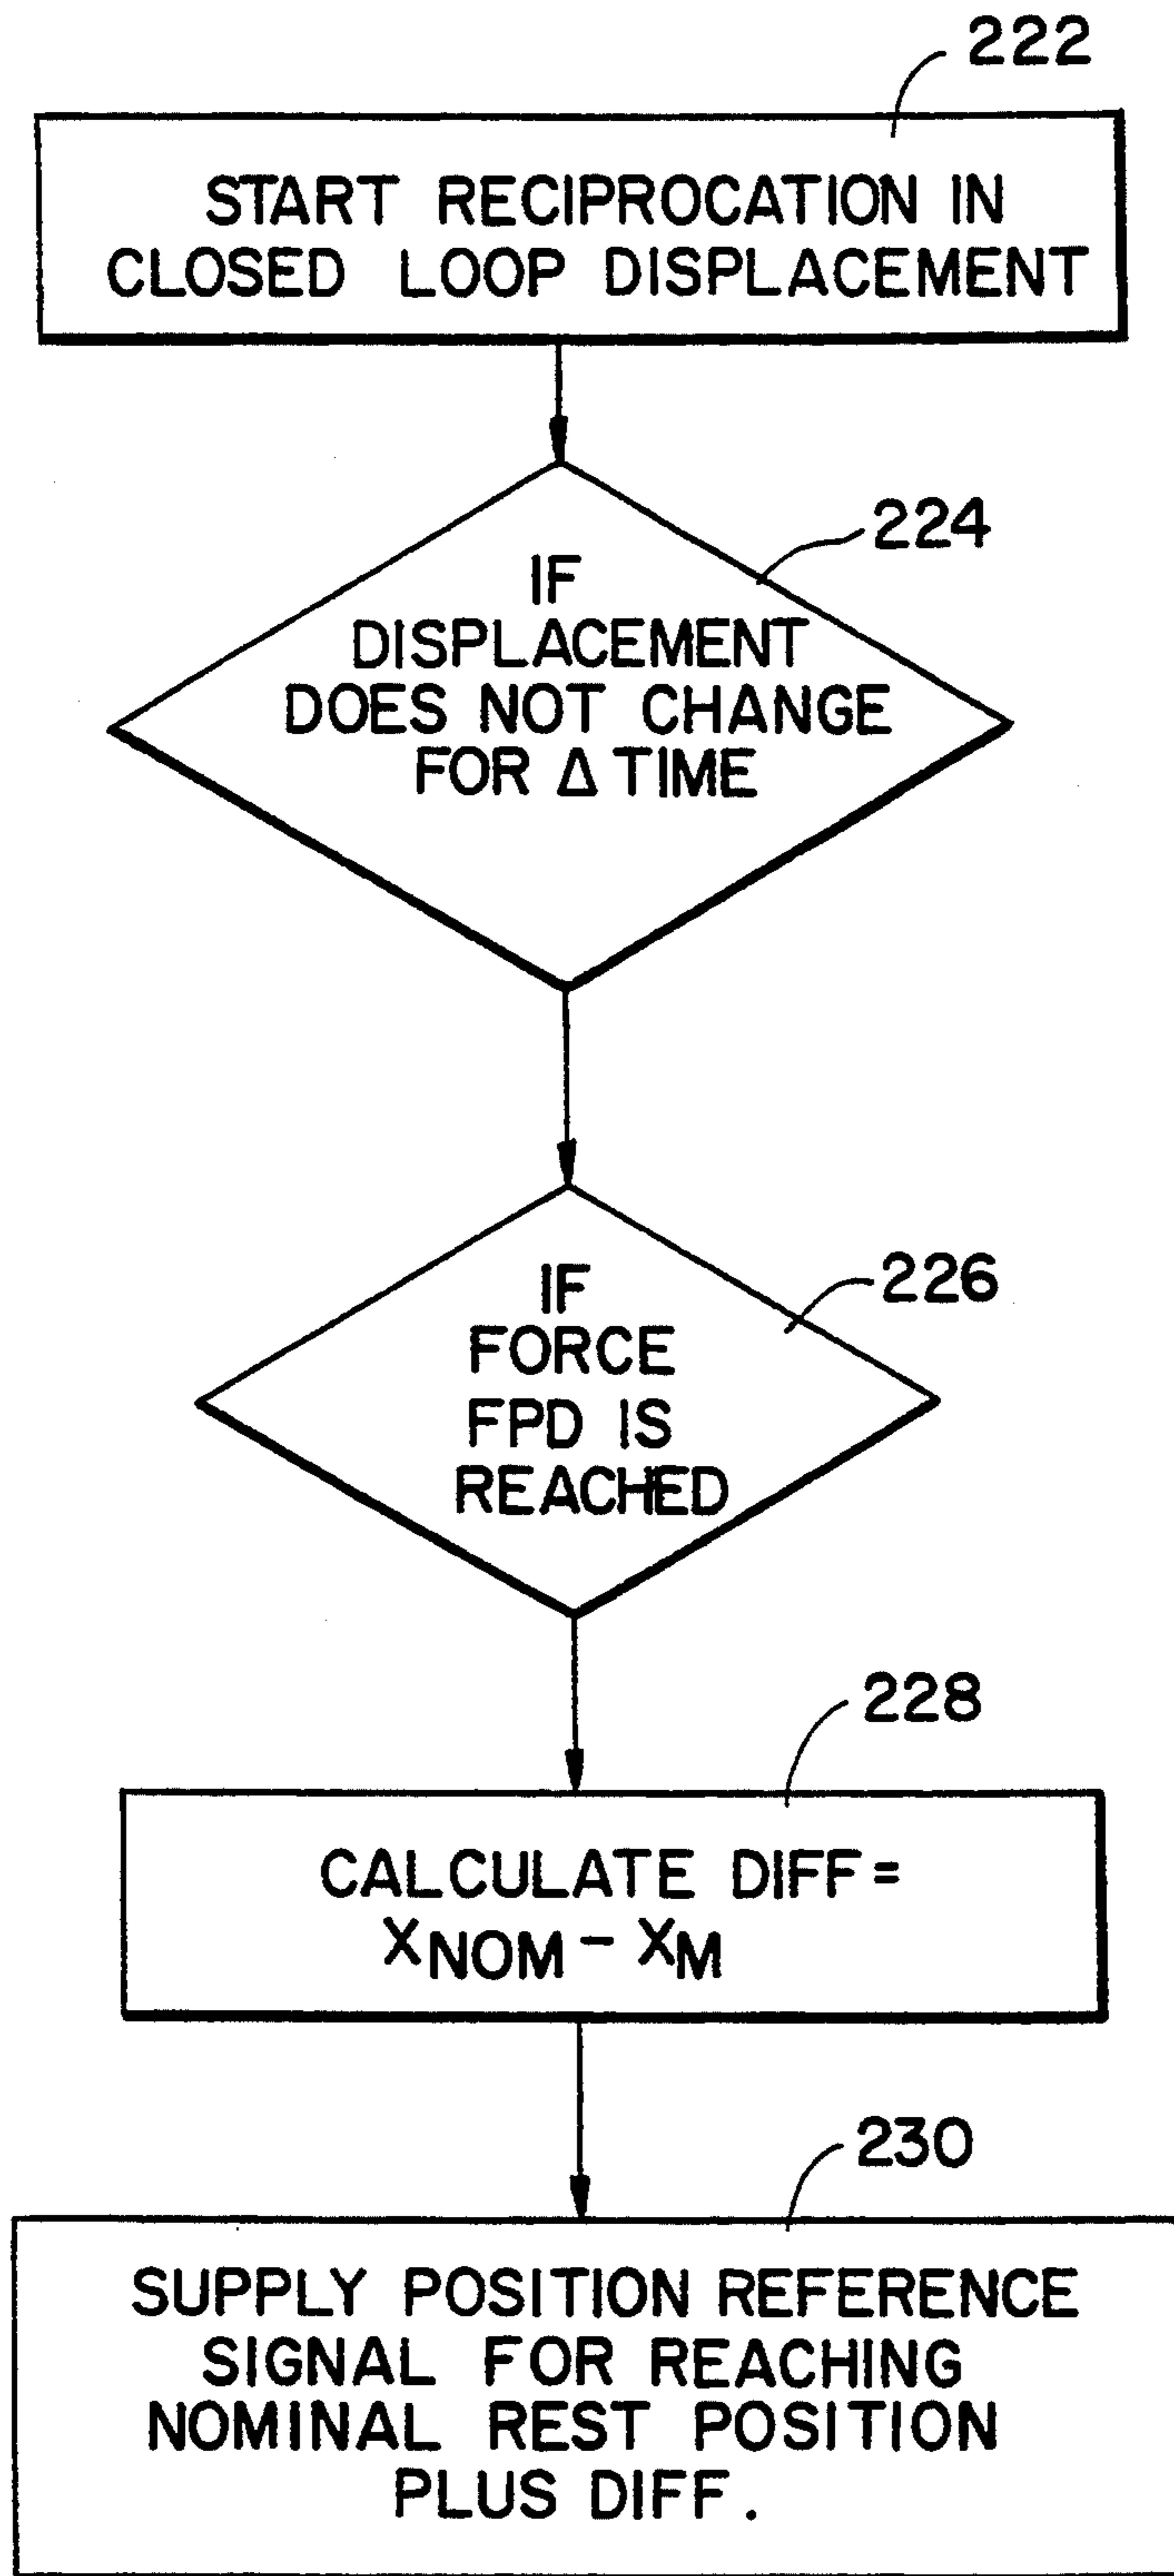 222
START RECIPROCATION IN
CLOSED LOOP DISPLACEMENT
224
IF
DISPLACEMENT
DOES NOT CHANGE
FOR Δ TIME
226
IF
FORCE
FPD IS
REACHED
228
CALCULATE DIFF =
XNOM - XM
230
SUPPLY POSITION REFERENCE
SIGNAL FOR REACHING
NOMINAL REST POSITION
PLUS DIFF.